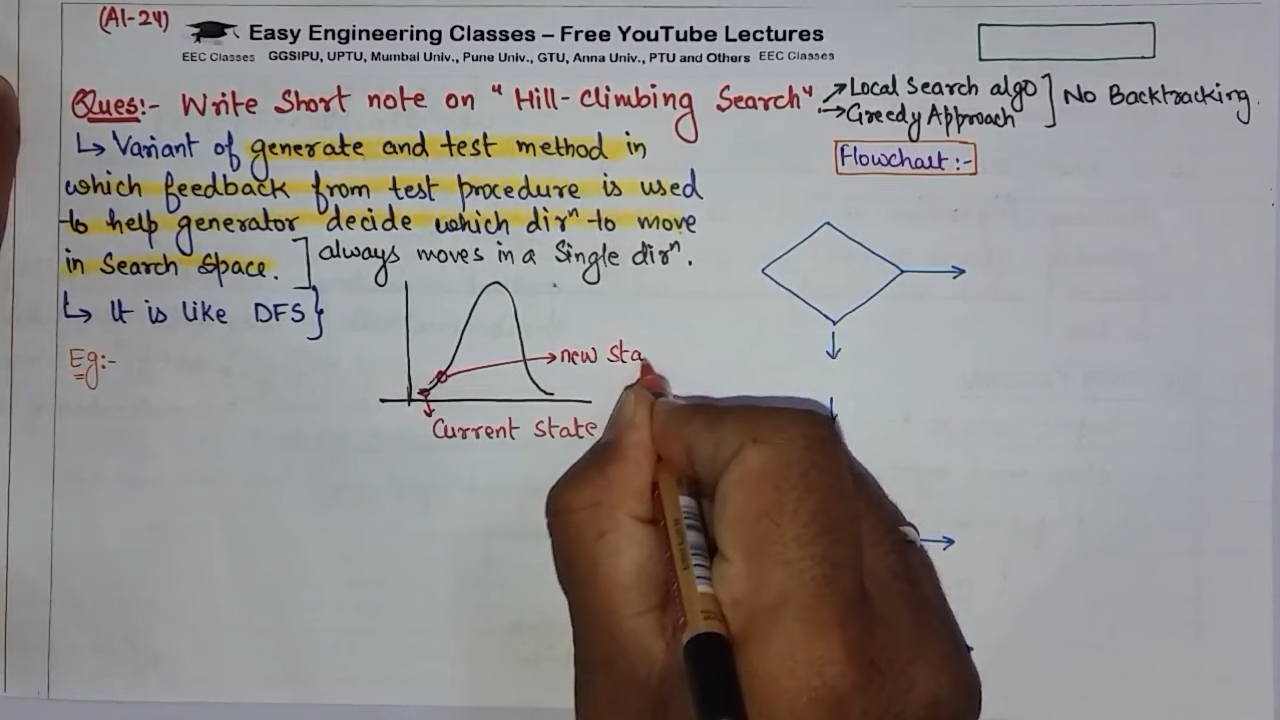 (AI-24)
Easy Engineering Classes – Free YouTube Lectures
EEC Classes GGSIPU, UPTU, Mumbai Univ., Pune Univ., GTU, Anna Univ., PTU and Others EEC Classes
Ques:- Write Short note on "Hill-Climbing Search"
→Local Search algo
→Greedy Approach
] No Backtracking.
↳ Variant of generate and test method in
which feedback from test procedure is used
to help generator decide which dirⁿ to move
in Search Space. ] always moves in a Single dirⁿ.
↳ It is like DFS}
Eg:-
→new Sta
Current State
Flowchart:-